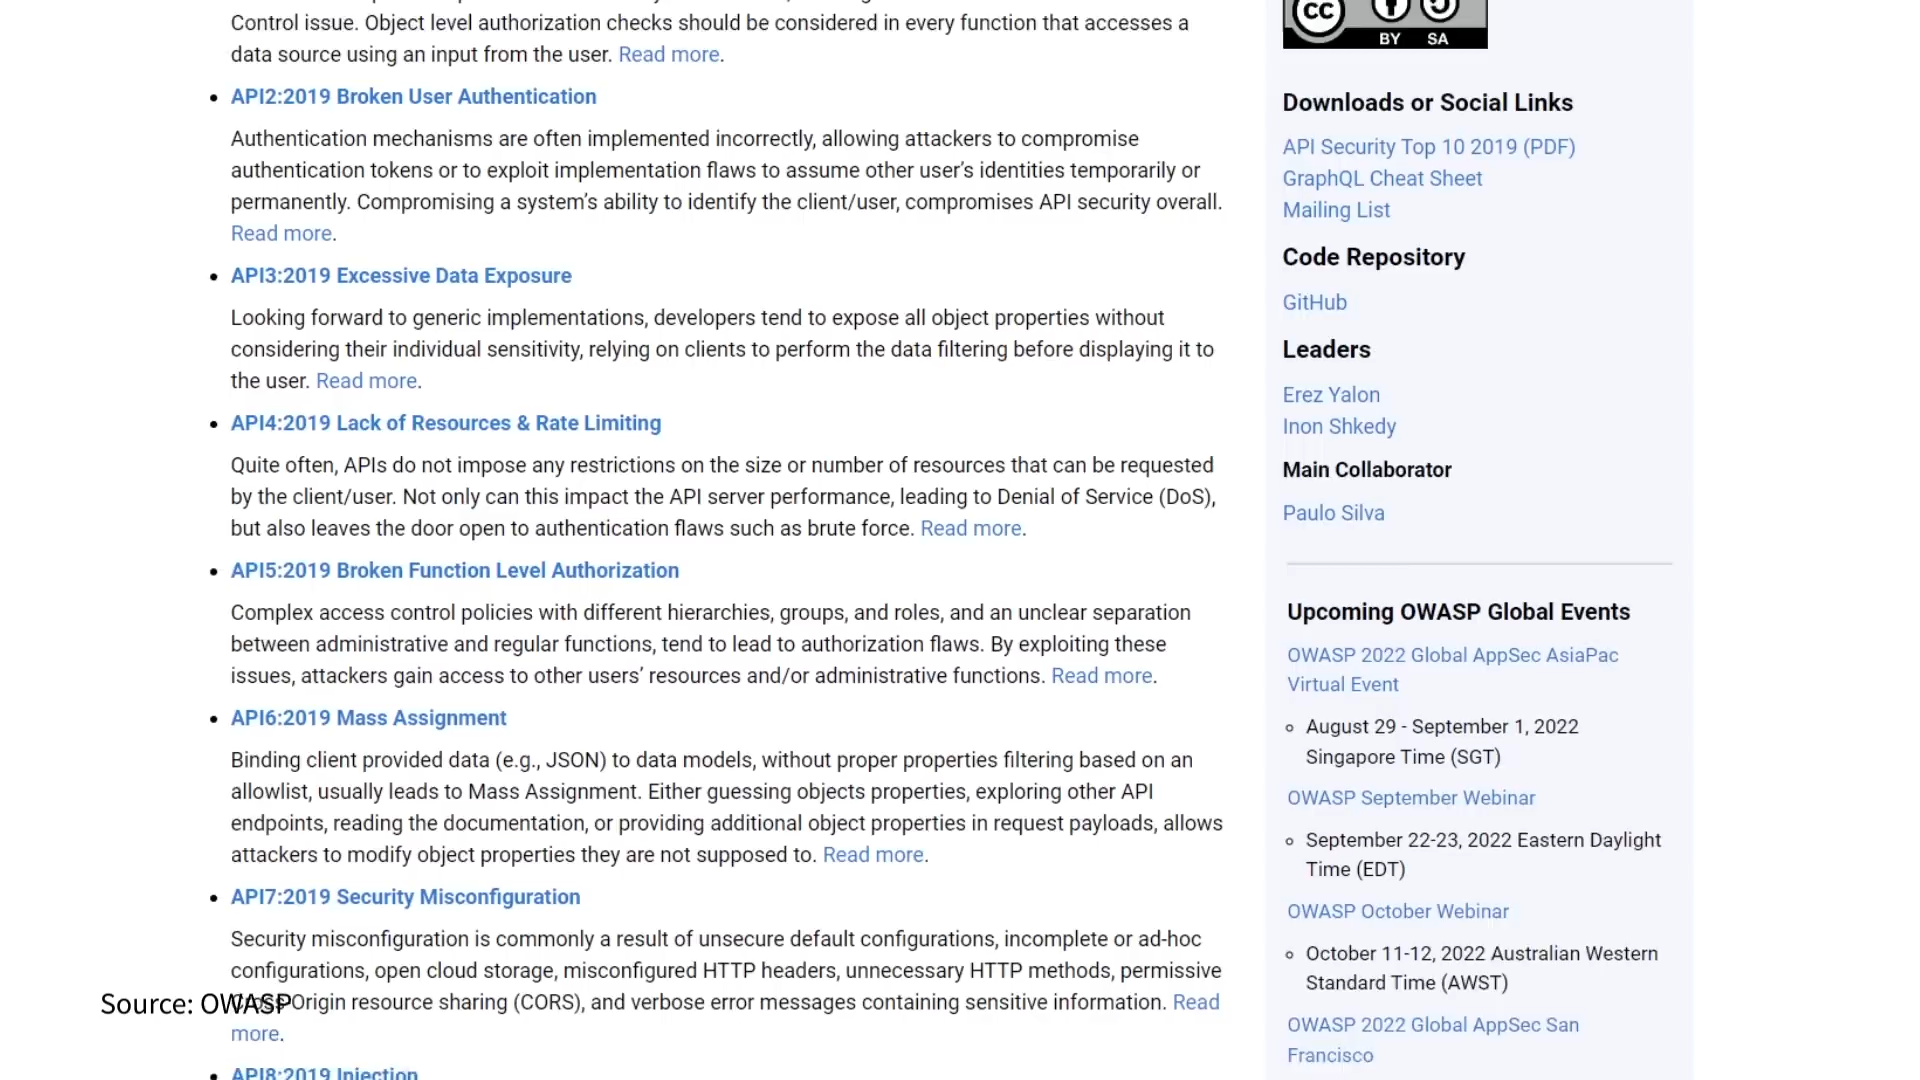 Control issue. Object level authorization checks should be considered in every function that accesses a
data source using an input from the user. Read more.
API2:2019 Broken User Authentication
Authentication mechanisms are often implemented incorrectly, allowing attackers to compromise
authentication tokens or to exploit implementation flaws to assume other user’s identities temporarily or
permanently. Compromising a system’s ability to identify the client/user, compromises API security overall.
Read more.
API3:2019 Excessive Data Exposure
Looking forward to generic implementations, developers tend to expose all object properties without
considering their individual sensitivity, relying on clients to perform the data filtering before displaying it to
the user. Read more.
API4:2019 Lack of Resources & Rate Limiting
Quite often, APIs do not impose any restrictions on the size or number of resources that can be requested
by the client/user. Not only can this impact the API server performance, leading to Denial of Service (DoS),
but also leaves the door open to authentication flaws such as brute force. Read more.
API5:2019 Broken Function Level Authorization
Complex access control policies with different hierarchies, groups, and roles, and an unclear separation
between administrative and regular functions, tend to lead to authorization flaws. By exploiting these
issues, attackers gain access to other users’ resources and/or administrative functions. Read more.
API6:2019 Mass Assignment
Binding client provided data (e.g., JSON) to data models, without proper properties filtering based on an
allowlist, usually leads to Mass Assignment. Either guessing objects properties, exploring other API
endpoints, reading the documentation, or providing additional object properties in request payloads, allows
attackers to modify object properties they are not supposed to. Read more.
API7:2019 Security Misconfiguration
Security misconfiguration is commonly a result of unsecure default configurations, incomplete or ad-hoc
configurations, open cloud storage, misconfigured HTTP headers, unnecessary HTTP methods, permissive
Origin resource sharing (CORS), and verbose error messages containing sensitive information. Read
more.
API8:2019 Injection
Source: OWASP
CC
BY SA
Downloads or Social Links
API Security Top 10 2019 (PDF)
GraphQL Cheat Sheet
Mailing List
Code Repository
GitHub
Leaders
Erez Yalon
Inon Shkedy
Main Collaborator
Paulo Silva
Upcoming OWASP Global Events
OWASP 2022 Global AppSec AsiaPac
Virtual Event
August 29 - September 1, 2022
Singapore Time (SGT)
OWASP September Webinar
September 22-23, 2022 Eastern Daylight
Time (EDT)
OWASP October Webinar
October 11-12, 2022 Australian Western
Standard Time (AWST)
OWASP 2022 Global AppSec San
Francisco